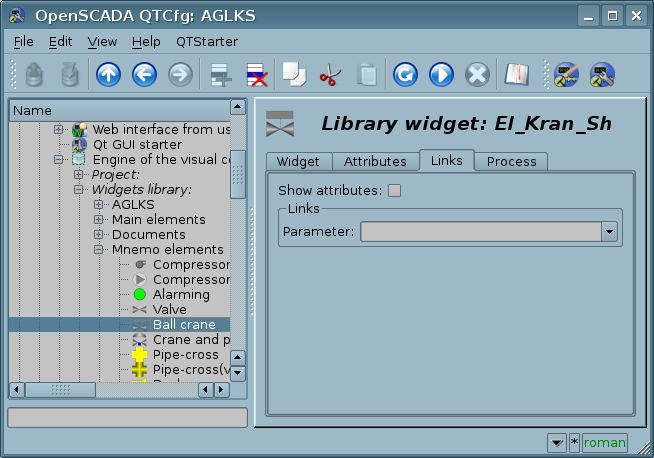 OpenSCADA QTCfg: AGLKS
File Edit View Help QTStarter
Name
Web interface from us
Qt GUI starter
Engine of the visual c
Project:
Widgets library:
AGLKS
Main elements
Documents
Mnemo elements
Compressor
Compressor
Alarming
Valve
Ball crane
Crane and p
Pipe-cross
Pipe-cross(v
Library widget: El_Kran_Sh
Widget Attributes Links Process
Show attributes:
Links
Parameter:
* roman